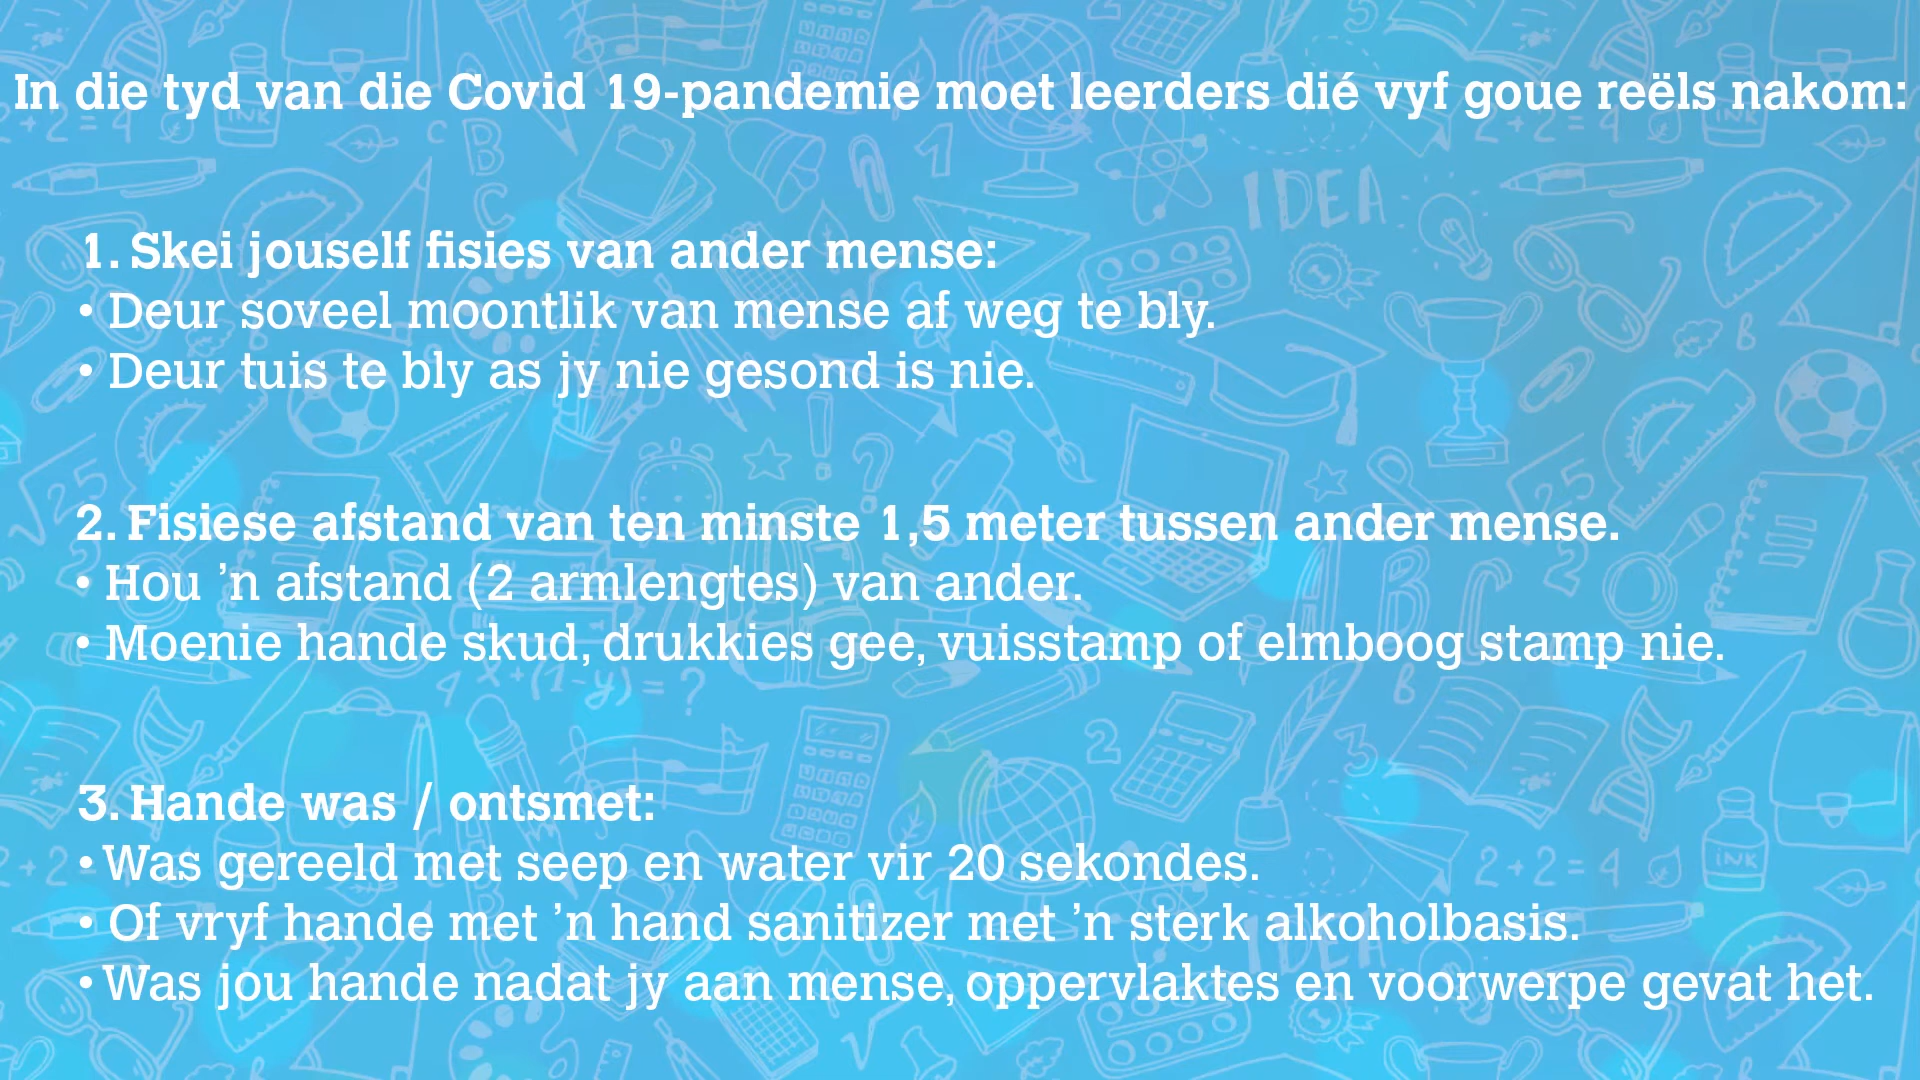 In die tyd van die Covid 19-pandemie moet leerders dié vyf goue reëls nakom:
1. Skei jouself fisies van ander mense:
• Deur soveel moontlik van mense af weg te bly.
• Deur tuis te bly as jy nie gesond is nie.
2. Fisiese afstand van ten minste 1,5 meter tussen ander mense.
• Hou ’n afstand (2 armlengtes) van ander.
• Moenie hande skud, drukkies gee, vuisstamp of elmboog stamp nie.
3. Hande was / ontsmet:
• Was gereeld met seep en water vir 20 sekondes.
• Of vryf hande met ’n hand sanitizer met ’n sterk alkoholbasis.
• Was jou hande nadat jy aan mense, oppervlaktes en voorwerpe gevat het.